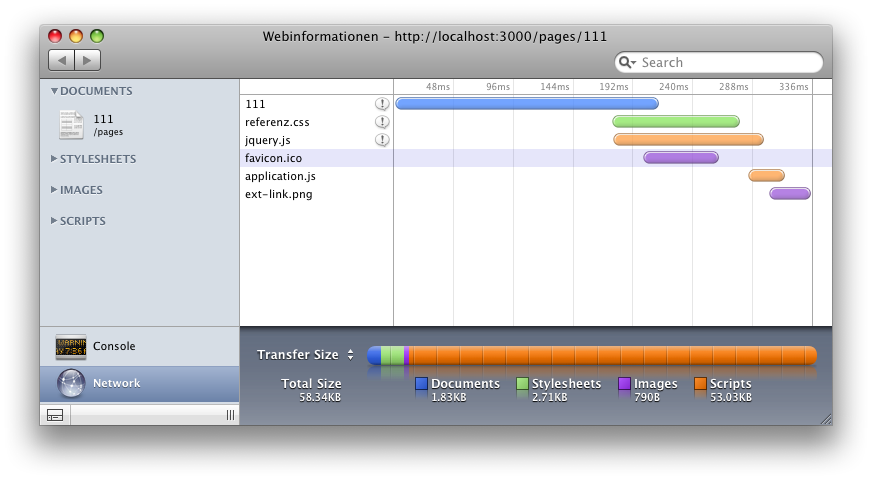 Webinformationen – http://localhost:3000/pages/111
Search
DOCUMENTS
111
/pages
STYLESHEETS
IMAGES
SCRIPTS
48ms 96ms 144ms 192ms 240ms 288ms 336ms
111
referenz.css
jquery.js
favicon.ico
application.js
ext-link.png
Console
Network
Transfer Size
Total Size
58.34KB
Documents
1.83KB
Stylesheets
2.71KB
Images
790B
Scripts
53.03KB